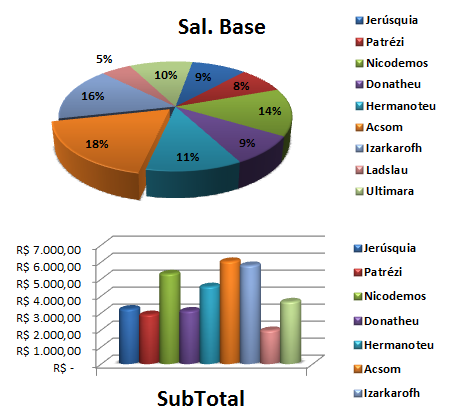 Sal. Base
Jerúsquia
Patrézi
Nicodemos
Donatheu
Hermanoteu
Acsom
Izarkarofh
Ladslau
Ultimara
9%
8%
14%
9%
11%
18%
16%
5%
10%
R$ 7.000,00
R$ 6.000,00
R$ 5.000,00
R$ 4.000,00
R$ 3.000,00
R$ 2.000,00
R$ 1.000,00
R$ -
SubTotal
Jerúsquia
Patrézi
Nicodemos
Donatheu
Hermanoteu
Acsom
Izarkarofh